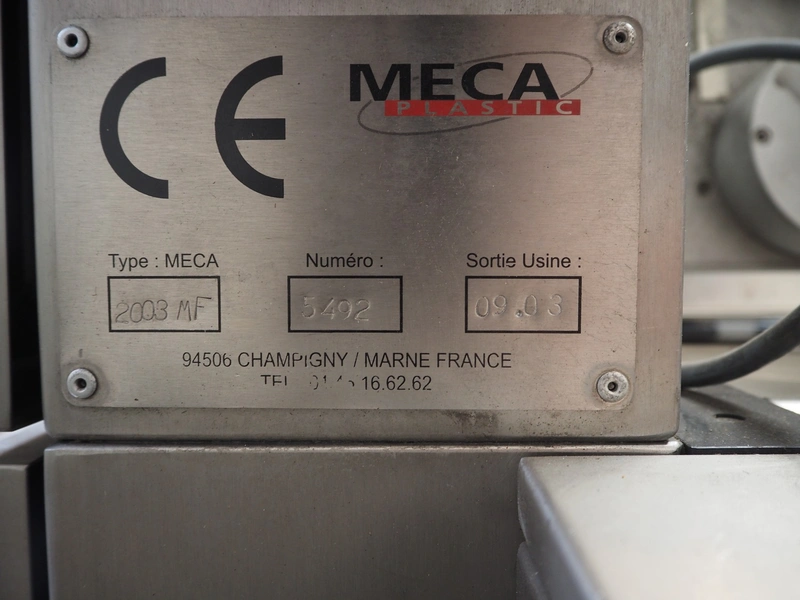 CE
MECA
PLASTIC
Type : MECA Numéro : Sortie Usine :
2003 MF 5492 09.03
94506 CHAMPIGNY / MARNE FRANCE
TEL 16.62.62